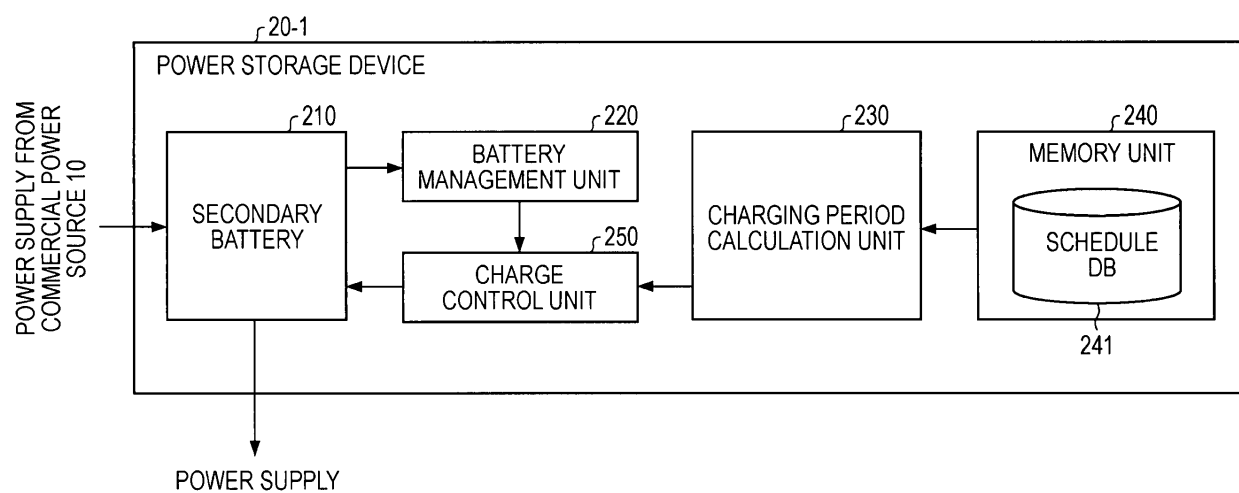 20-1
POWER STORAGE DEVICE
POWER SUPPLY FROM
COMMERCIAL POWER
SOURCE 10
210
SECONDARY
BATTERY
220
BATTERY
MANAGEMENT UNIT
250
CHARGE
CONTROL UNIT
230
CHARGING PERIOD
CALCULATION UNIT
240
MEMORY UNIT
SCHEDULE
DB
241
POWER SUPPLY